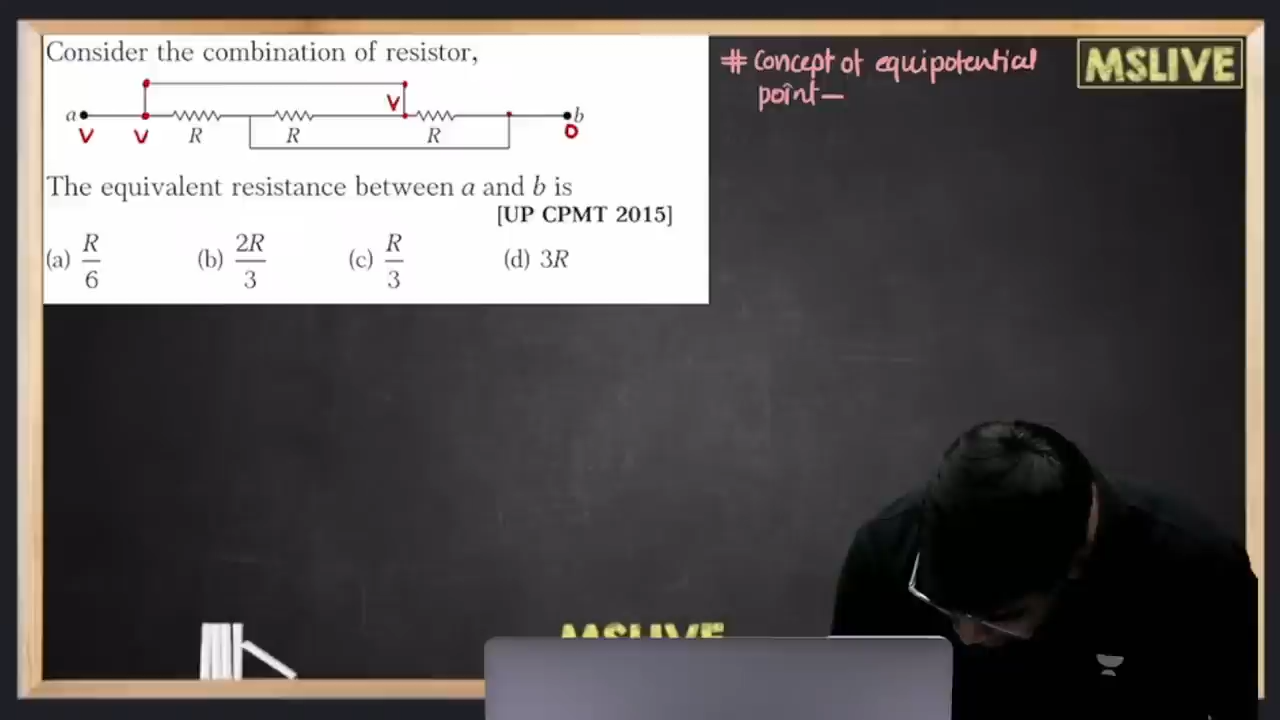 Consider the combination of resistor,
# Concept of equipotential
point—
MSLIVE
V
a b
V V O
R R R
The equivalent resistance between a and b is
[UP CPMT 2015]
(a) R/6 (b) 2R/3 (c) R/3 (d) 3R
MSLIVE